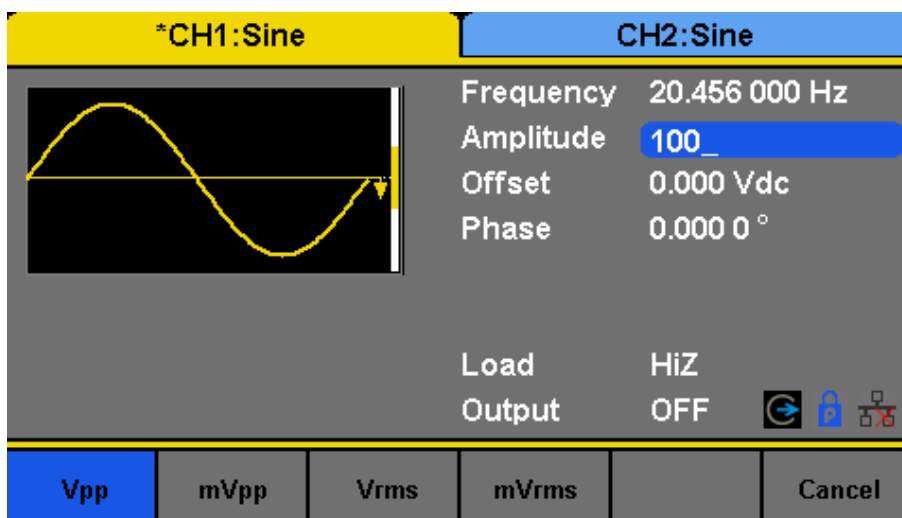 *CH1:Sine CH2:Sine
Frequency 20.456 000 Hz
Amplitude 100_
Offset 0.000 Vdc
Phase 0.000 0 °
Load HiZ
Output OFF P
Vpp mVpp Vrms mVrms Cancel